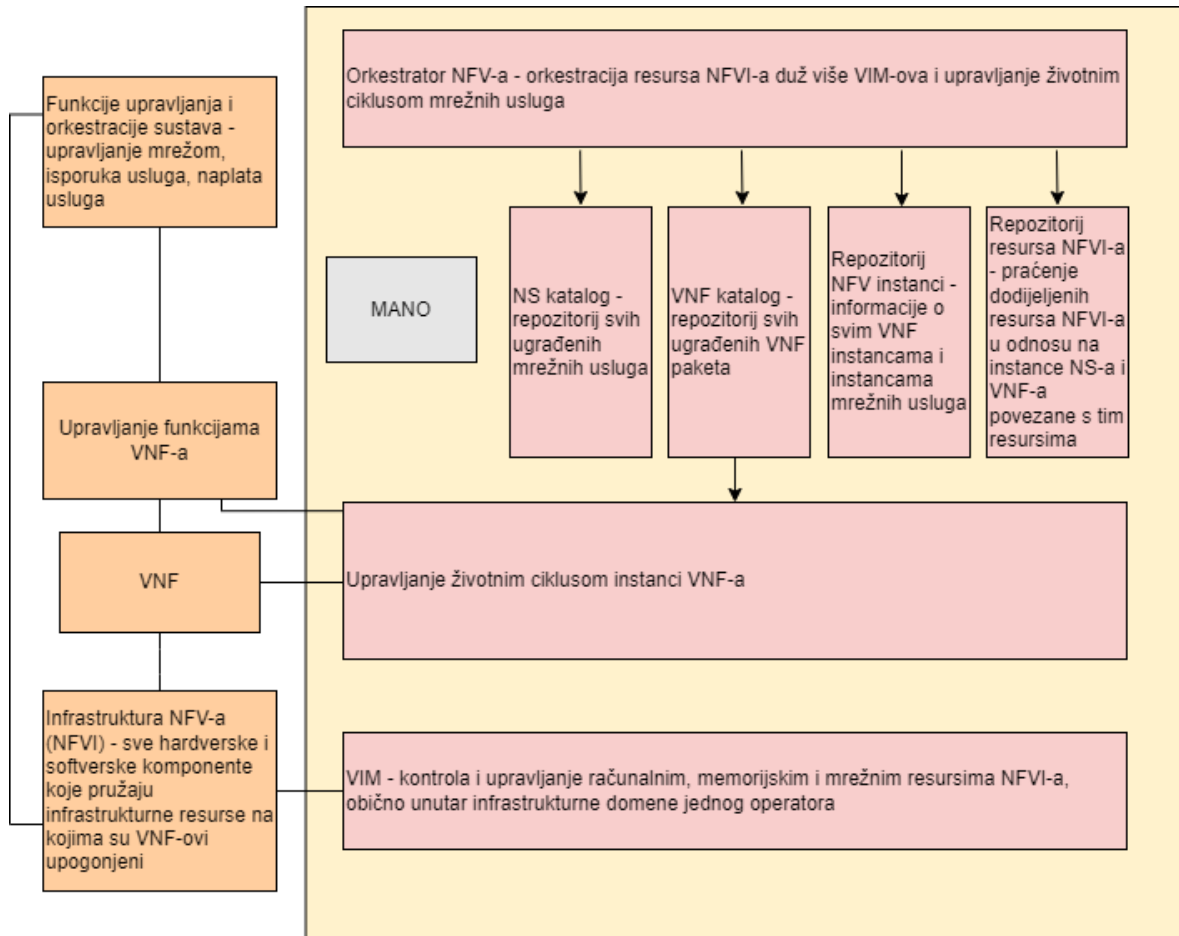 Orkestrator NFV-a - orkestracija resursa NFVI-a duž više VIM-ova i upravljanje životnim
ciklusom mrežnih usluga
Funkcije upravljanja i
orkestracije sustava -
upravljanje mrežom,
isporuka usluga, naplata
usluga
MANO
NS katalog -
repozitorij svih
ugrađenih
mrežnih usluga
VNF katalog -
repozitorij svih
ugrađenih VNF
paketa
Repozitorij
NFV instanci -
informacije o
svim VNF
instancama i
instancama
mrežnih usluga
Repozitorij
resursa NFVI-a
- praćenje
dodijeljenih
resursa NFVI-a
u odnosu na
instance NS-a i
VNF-a
povezane s tim
resursima
Upravljanje funkcijama
VNF-a
VNF
Upravljanje životnim ciklusom instanci VNF-a
Infrastruktura NFV-a
(NFVI) - sve hardverske i
softverske komponente
koje pružaju
infrastrukturne resurse na
kojima su VNF-ovi
upogonjeni
VIM - kontrola i upravljanje računalnim, memorijskim i mrežnim resursima NFVI-a,
obično unutar infrastrukturne domene jednog operatora